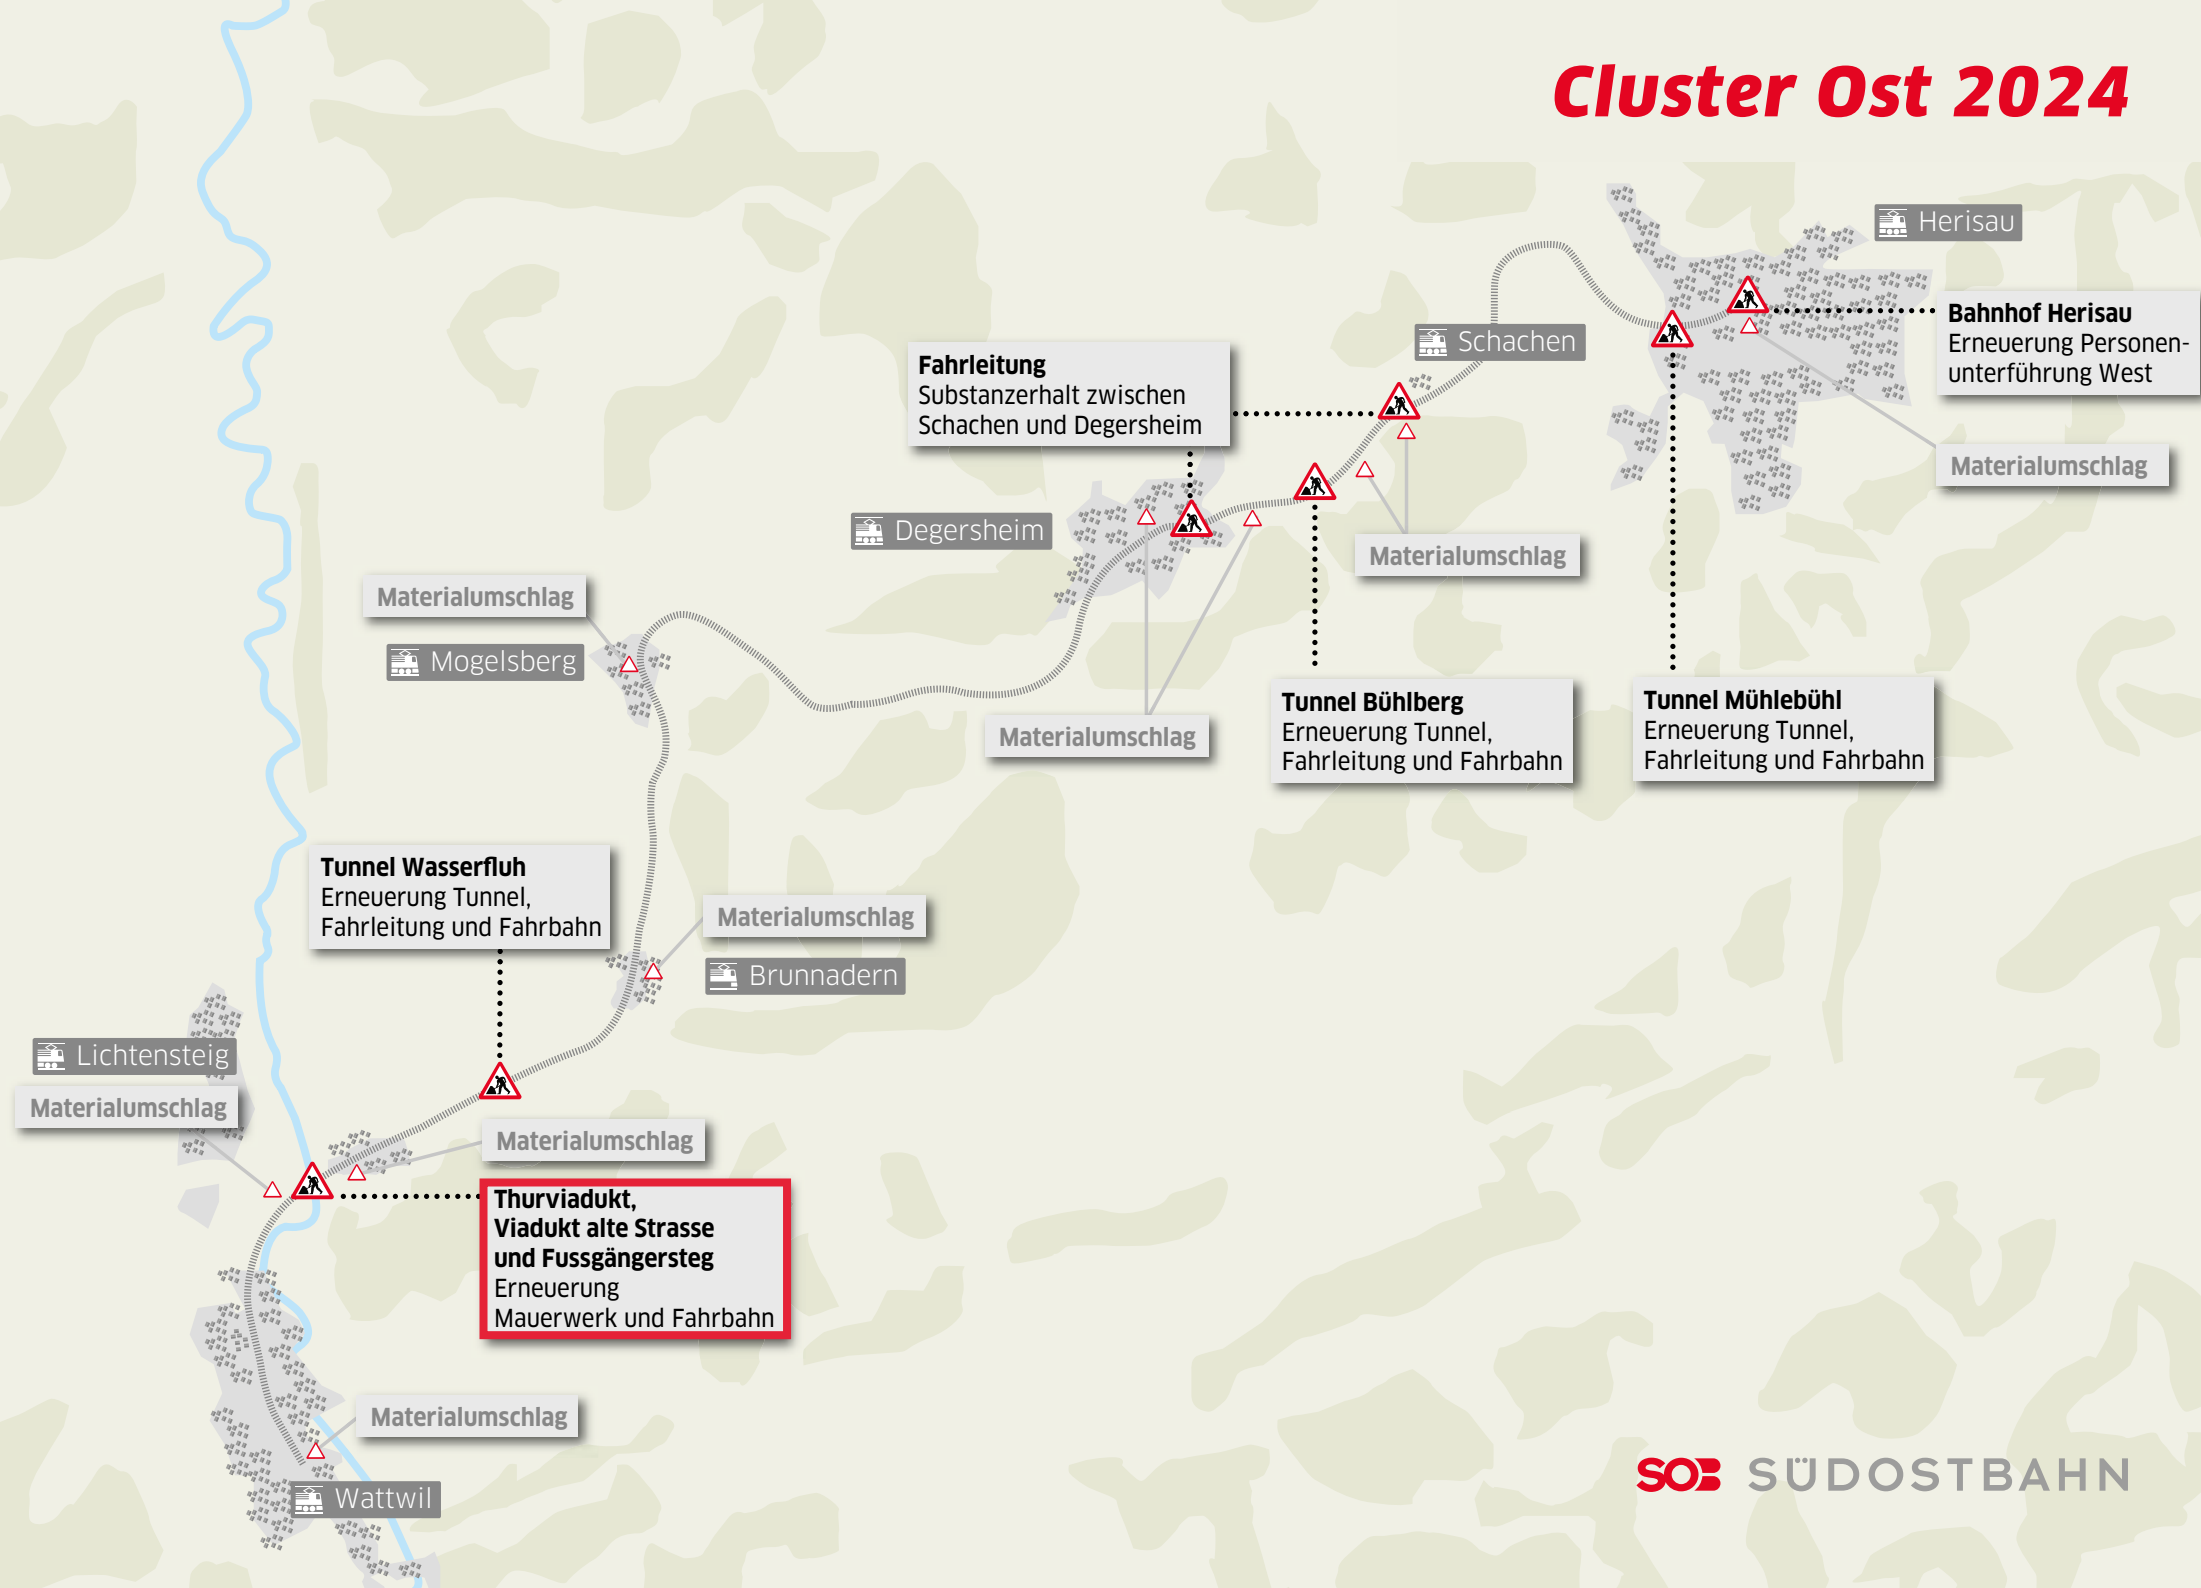 Cluster Ost 2024
Herisau
Bahnhof Herisau
Erneuerung Personen-
unterführung West
Schachen
Fahrleitung
Substanzerhalt zwischen
Schachen und Degersheim
Materialumschlag
Degersheim
Materialumschlag
Materialumschlag
Mogelsberg
Tunnel Bühlberg
Erneuerung Tunnel,
Fahrleitung und Fahrbahn
Tunnel Mühlebühl
Erneuerung Tunnel,
Fahrleitung und Fahrbahn
Materialumschlag
Tunnel Wasserfluh
Erneuerung Tunnel,
Fahrleitung und Fahrbahn
Materialumschlag
Brunnadern
Lichtensteig
Materialumschlag
Materialumschlag
Thurviadukt,
Viadukt alte Strasse
und Fussgängersteg
Erneuerung
Mauerwerk und Fahrbahn
Materialumschlag
Wattwil
SOB SÜDOSTBAHN